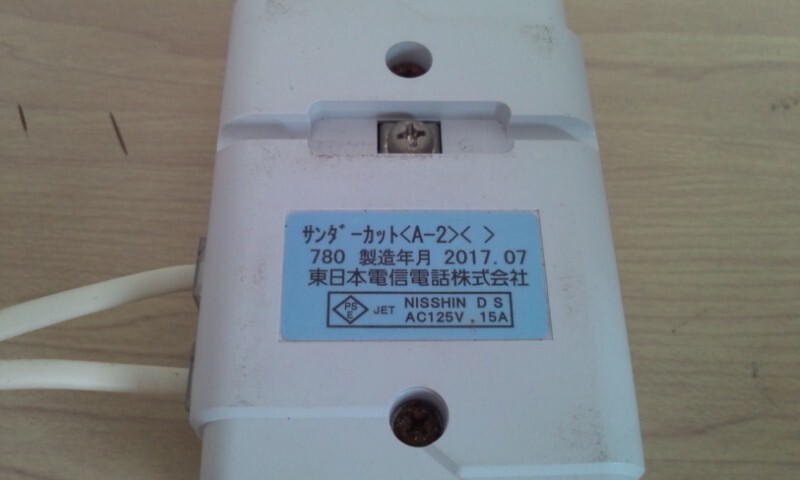 サンダーカット<A-2>< >
780 製造年月 2017.07
東日本電信電話株式会社
PS E JET NISSHIN D S
AC125V . 15A